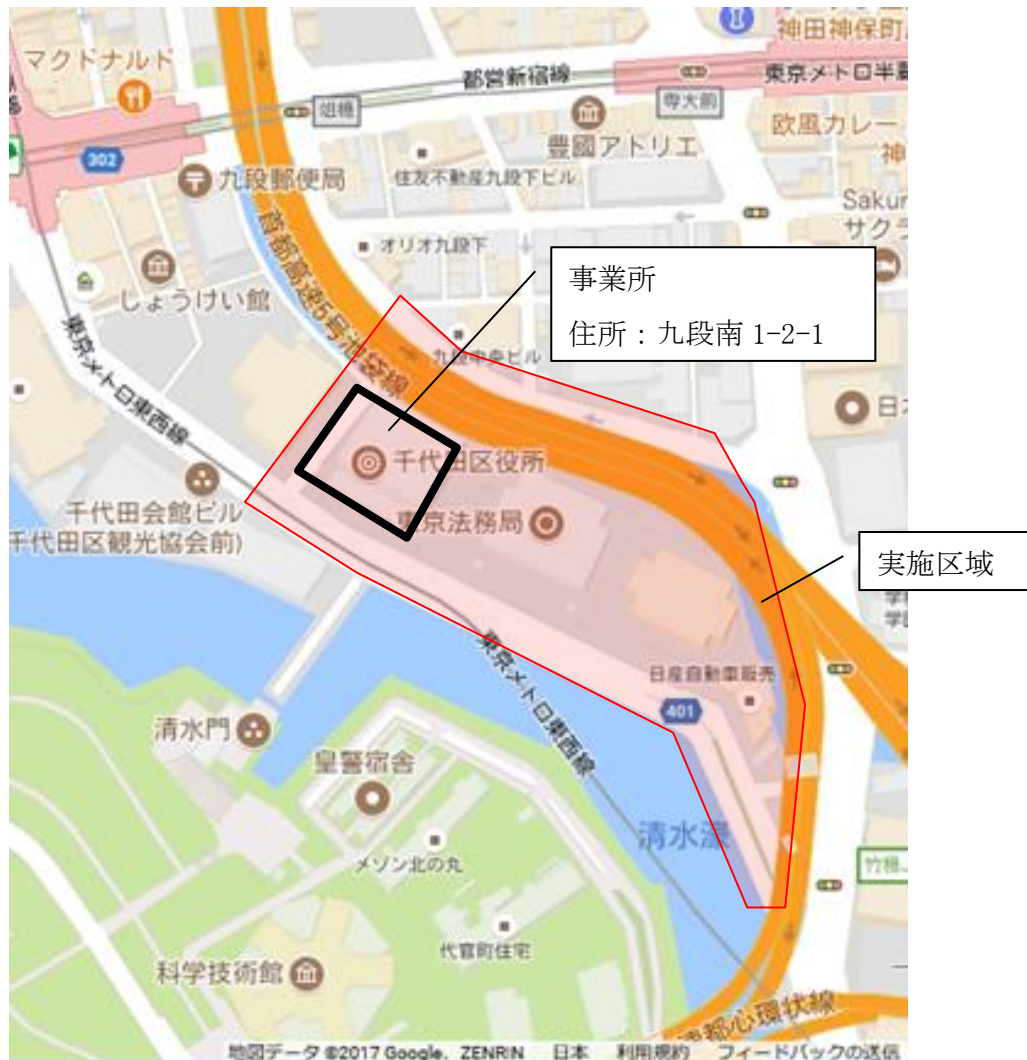 神田神保町
マクドナルド
都営新宿線
東京メトロ半蔵
俎橋
専大前
欧風カレー
豊國アトリエ
神
302
九段郵便局
住友不動産九段下ビル
Sakur
サクラ
オリオ九段下
首都高速5号池袋線
しょうけい館
事業所
住所：九段南 1-2-1
東京メトロ東西線
九段中央ビル
日本
千代田区役所
千代田会館ビル
千代田区観光協会前)
東京法務局
実施区域
学
学
東京メトロ東西線
日産自動車販売
401
清水門
皇警宿舎
清水濠
メゾン北の丸
竹橋
代官町住宅
科学技術館
都心環状線
地図データ ©2017 Google、ZENRIN 日本 利用規約 フィードバックの送信